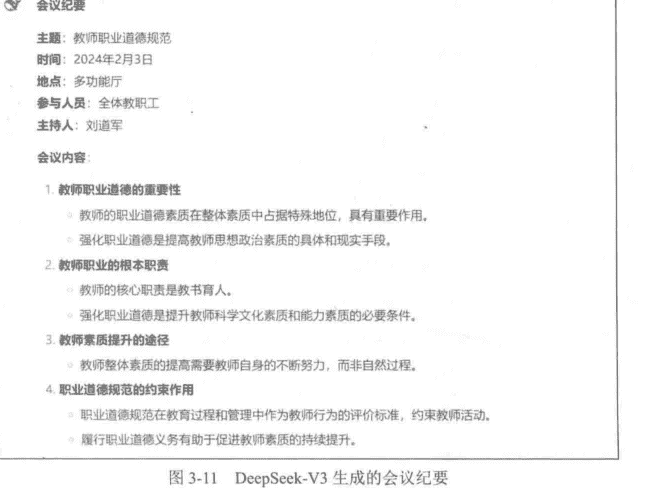 会议纪要
主题：教师职业道德规范
时间：2024年2月3日
地点：多功能厅
参与人员：全体教职工
主持人：刘道军
会议内容：
1. 教师职业道德的重要性
○ 教师的职业道德素质在整体素质中占据特殊地位，具有重要作用。
○ 强化职业道德是提高教师思想政治素质的具体和现实手段。
2. 教师职业的根本职责
○ 教师的核心职责是教书育人。
○ 强化职业道德是提升教师科学文化素质和能力素质的必要条件。
3. 教师素质提升的途径
○ 教师整体素质的提高需要教师自身的不断努力，而非自然过程。
4. 职业道德规范的约束作用
○ 职业道德规范在教育过程和管理中作为教师行为的评价标准，约束教师活动。
○ 履行职业道德义务有助于促进教师素质的持续提升。
图 3-11 DeepSeek-V3 生成的会议纪要